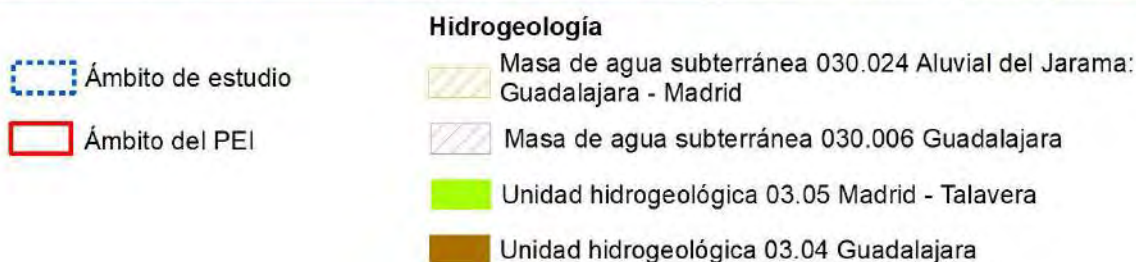 Ámbito de estudio
Ámbito del PEI
Hidrogeología
Masa de agua subterránea 030.024 Aluvial del Jarama:
Guadalajara - Madrid
Masa de agua subterránea 030.006 Guadalajara
Unidad hidrogeológica 03.05 Madrid - Talavera
Unidad hidrogeológica 03.04 Guadalajara